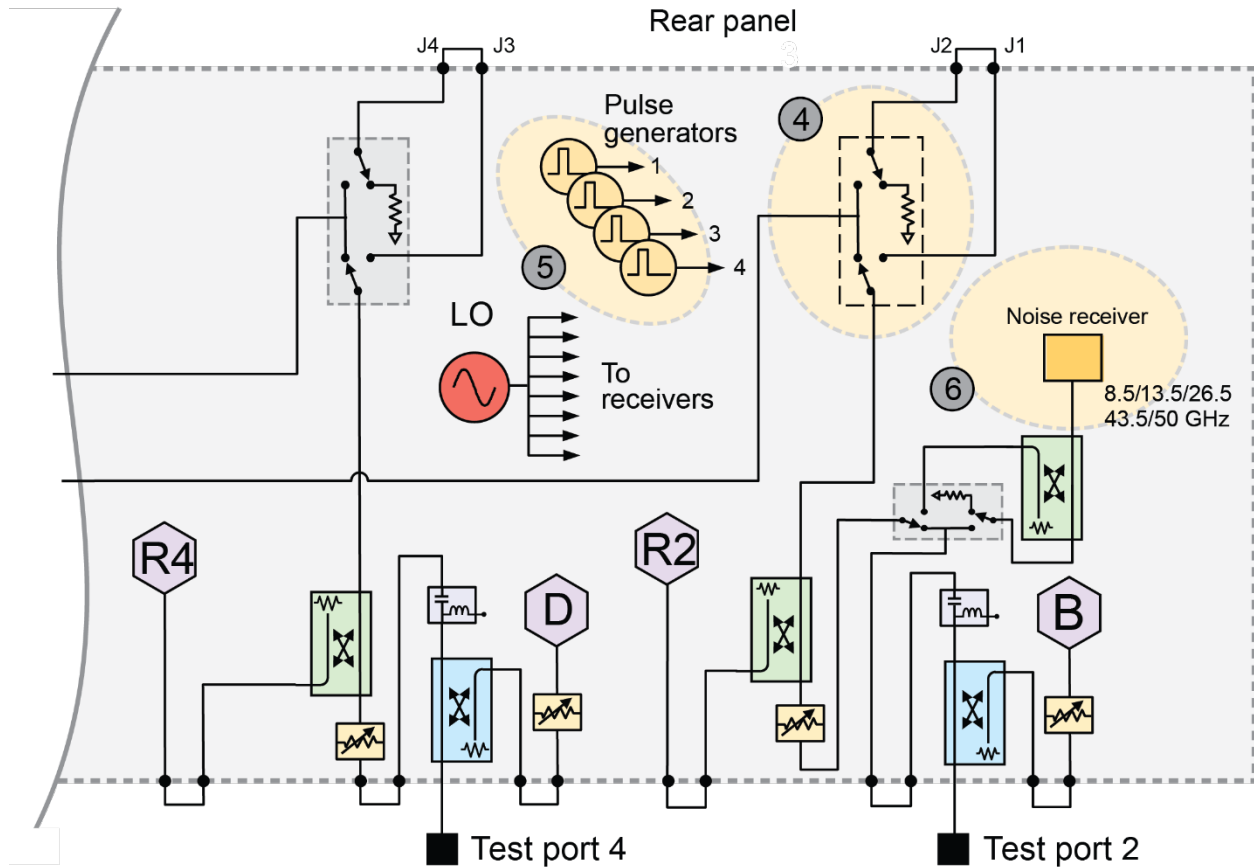 Rear panel
J4
J3
J2
J1
Pulse
generators
1
2
3
4
4
5
LO
To
receivers
Noise receiver
6
8.5/13.5/26.5
43.5/50 GHz
R4
R2
D
B
Test port 4
Test port 2